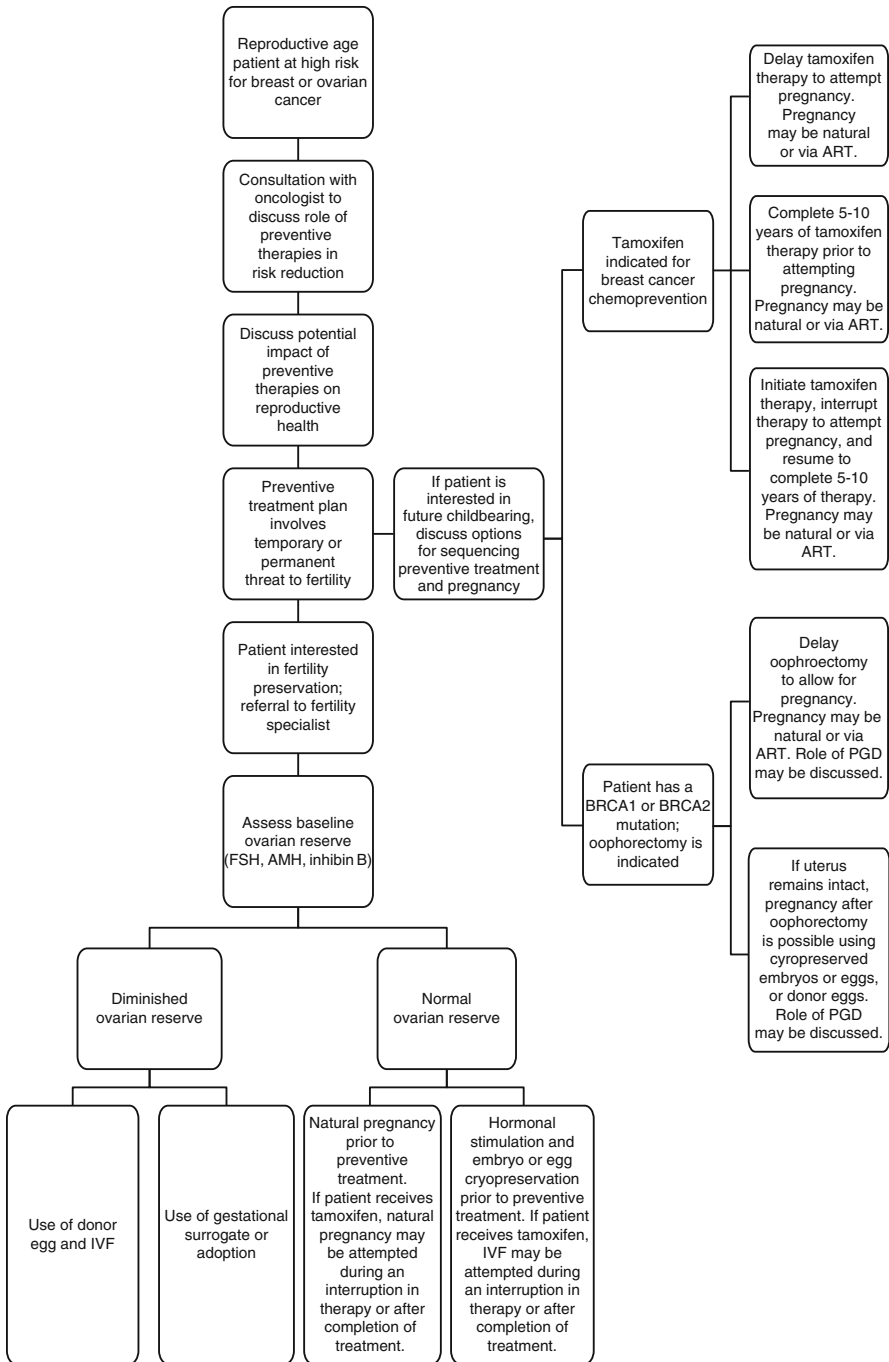 Reproductive age
patient at high risk
for breast or ovarian
cancer
Consultation with
oncologist to
discuss role of
preventive
therapies in
risk reduction
Discuss potential
impact of
preventive
therapies on
reproductive
health
Preventive
treatment plan
involves
temporary or
permanent
threat to fertility
If patient is
interested in
future childbearing,
discuss options
for sequencing
preventive treatment
and pregnancy
Tamoxifen
indicated for
breast cancer
chemoprevention
Delay tamoxifen
therapy to attempt
pregnancy.
Pregnancy
may be natural
or via ART.
Complete 5-10
years of tamoxifen
therapy prior to
attempting
pregnancy.
Pregnancy may be
natural or via ART.
Initiate tamoxifen
therapy, interrupt
therapy to attempt
pregnancy, and
resume to
complete 5-10
years of therapy.
Pregnancy may
be natural or via
ART.
Patient has a
BRCA1 or BRCA2
mutation;
oophorectomy is
indicated
Delay
oophroectomy
to allow for
pregnancy.
Pregnancy may be
natural or via
ART. Role of PGD
may be discussed.
If uterus
remains intact,
pregnancy after
oophorectomy
is possible using
cyropreserved
embryos or eggs,
or donor eggs.
Role of PGD
may be discussed.
Patient interested
in fertility
preservation;
referral to fertility
specialist
Assess baseline
ovarian reserve
(FSH, AMH, inhibin B)
Diminished
ovarian reserve
Normal
ovarian reserve
Use of donor
egg and IVF
Use of gestational
surrogate or
adoption
Natural pregnancy
prior to
preventive
treatment.
If patient receives
tamoxifen, natural
pregnancy may
be attempted
during an
interruption in
therapy or after
completion of
treatment.
Hormonal
stimulation and
embryo or egg
cryopreservation
prior to preventive
treatment. If patient
receives tamoxifen,
IVF may be
attempted during
an interruption in
therapy or after
completion of
treatment.